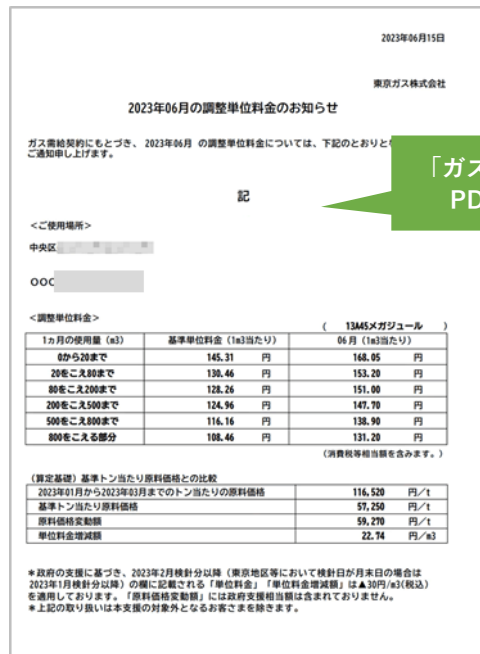 2023年06月15日
東京ガス株式会社
2023年06月の調整単位料金のお知らせ
ガス需給契約にもとづき、 2023年06月 の調整単位料金については、下記のとおりと
ご通知申し上げます。
「ガス
PD
記
<ご使用場所>
中央区
<調整単位料金>
( 13A45メガジュール )
1ヵ月の使用量 (m3) 基準単位料金 (1m3当たり) 06月 (1m3当たり)
0から20まで 145.31 円 168.05 円
20をこえ80まで 130.46 円 153.20 円
80をこえ200まで 128.26 円 151.00 円
200をこえ500まで 124.96 円 147.70 円
500をこえ800まで 116.16 円 138.90 円
800をこえる部分 108.46 円 131.20 円
(消費税等相当額を含みます。)
(算定基礎) 基準トン当たり原料価格との比較
2023年01月から2023年03月までのトン当たりの原料価格 116,520 円/t
基準トン当たり原料価格 57,250 円/t
原料価格変動額 59,270 円/t
単位料金増減額 22.74 円/m3
*政府の支援に基づき、2023年2月検針分以降(東京地区等において検針日が月末日の場合は
2023年1月検針分以降)の欄に記載される「単位料金」「単位料金増減額」は▲30円/m3(税込)
を適用しております。「原料価格変動額」には政府支援相当額は含まれておりません。
*上記の取り扱いは本支援の対象外となるお客さまを除きます。